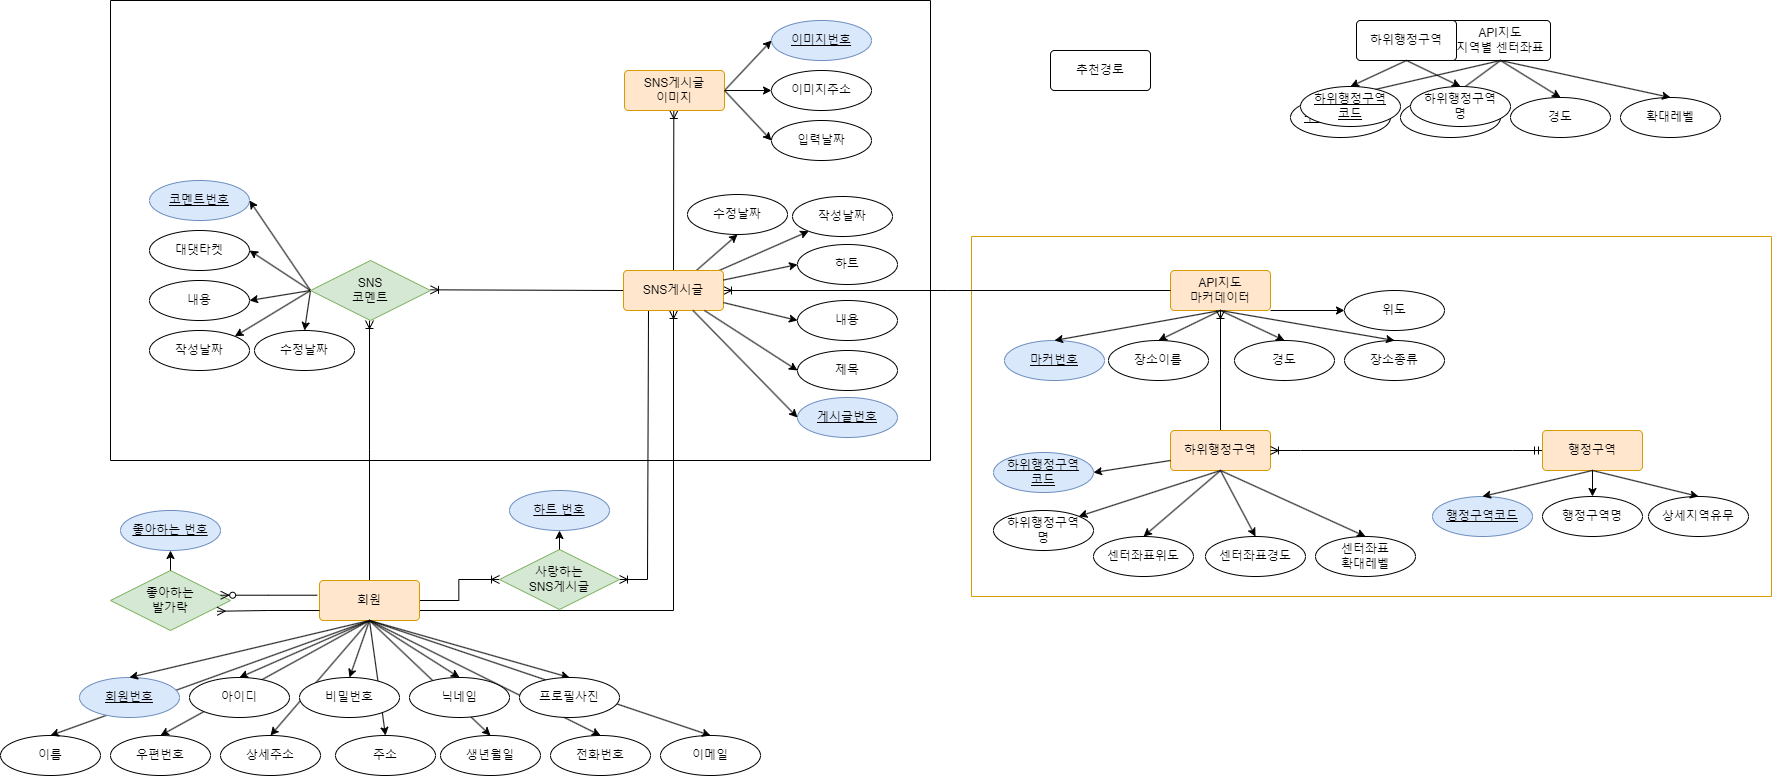 이미지번호
SNS게시글
이미지
이미지주소
입력날짜
추천경로
하위행정구역
API지도
지역별 센터좌표
하위행정구역
코드
하위행정구역
명
경도
확대레벨
코멘트번호
대댓타켓
내용
작성날짜
수정날짜
SNS
코멘트
수정날짜
작성날짜
하트
SNS게시글
내용
제목
게시글번호
API지도
마커데이터
위도
마커번호
장소이름
경도
장소종류
하위행정구역
행정구역
하위행정구역
코드
하위행정구역
명
센터좌표위도
센터좌표경도
센터좌표
확대레벨
행정구역코드
행정구역명
상세지역유무
좋아하는 번호
하트 번호
좋아하는
발가락
사랑하는
SNS게시글
회원
회원번호
아이디
비밀번호
닉네임
프로필사진
이름
우편번호
상세주소
주소
생년월일
전화번호
이메일